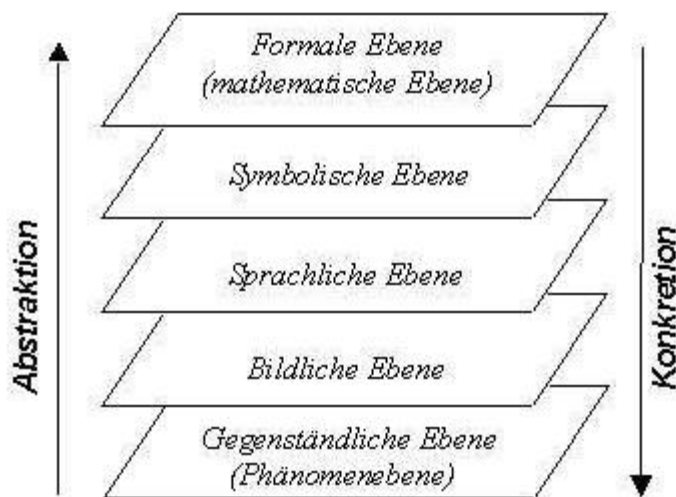 Formale Ebene
(mathematische Ebene)
Symbolische Ebene
Sprachliche Ebene
Bildliche Ebene
Gegenständliche Ebene
(Phänomenebene)
Abstraktion
Konkretion